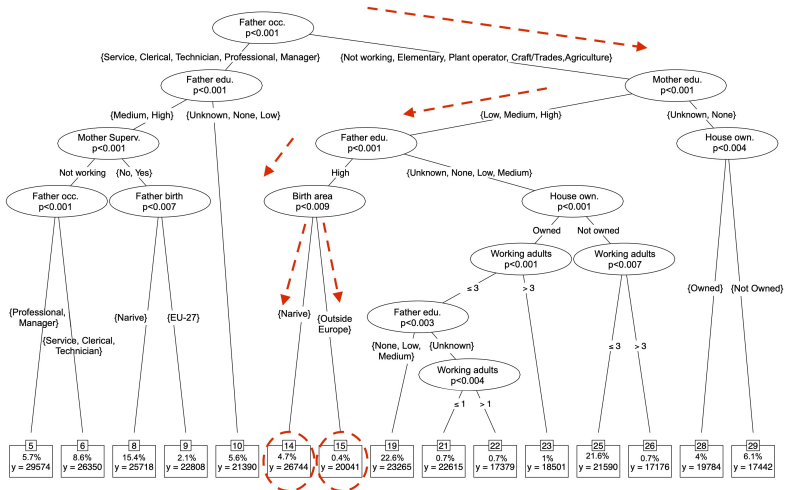 Father occ.
p<0.001
{Service, Clerical, Technician, Professional, Manager}
{Not working, Elementary, Plant operator, Craft/Trades,Agriculture}
Father edu.
p<0.001
Mother edu.
p<0.001
{Medium, High}
{Unknown, None, Low}
{Low, Medium, High}
{Unknown, None}
Mother Superv.
p<0.001
Father edu.
p<0.001
House own.
p<0.004
Not working
{No, Yes}
High
{Unknown, None, Low, Medium}
Father occ.
p<0.001
Father birth
p<0.007
Birth area
p<0.009
House own.
p<0.001
Owned
Not owned
Working adults
p<0.001
Working adults
p<0.007
{Professional,
Manager}
{Service, Clerical,
Technician}
{Narive}
{EU-27}
{Narive}
{Outside
Europe}
≤ 3
> 3
{Owned}
{Not Owned}
Father edu.
p<0.003
{None, Low,
Medium}
{Unknown}
≤ 3
> 3
Working adults
p<0.004
≤ 1
> 1
5
5.7%
y = 29574
6
8.6%
y = 26350
8
15.4%
y = 25718
9
2.1%
y = 22808
10
5.6%
y = 21390
14
4.7%
y = 26744
15
0.4%
y = 20041
19
22.6%
y = 23265
21
0.7%
y = 22615
22
0.7%
y = 17379
23
1%
y = 18501
25
21.6%
y = 21590
26
0.7%
y = 17176
28
4%
y = 19784
29
6.1%
y = 17442